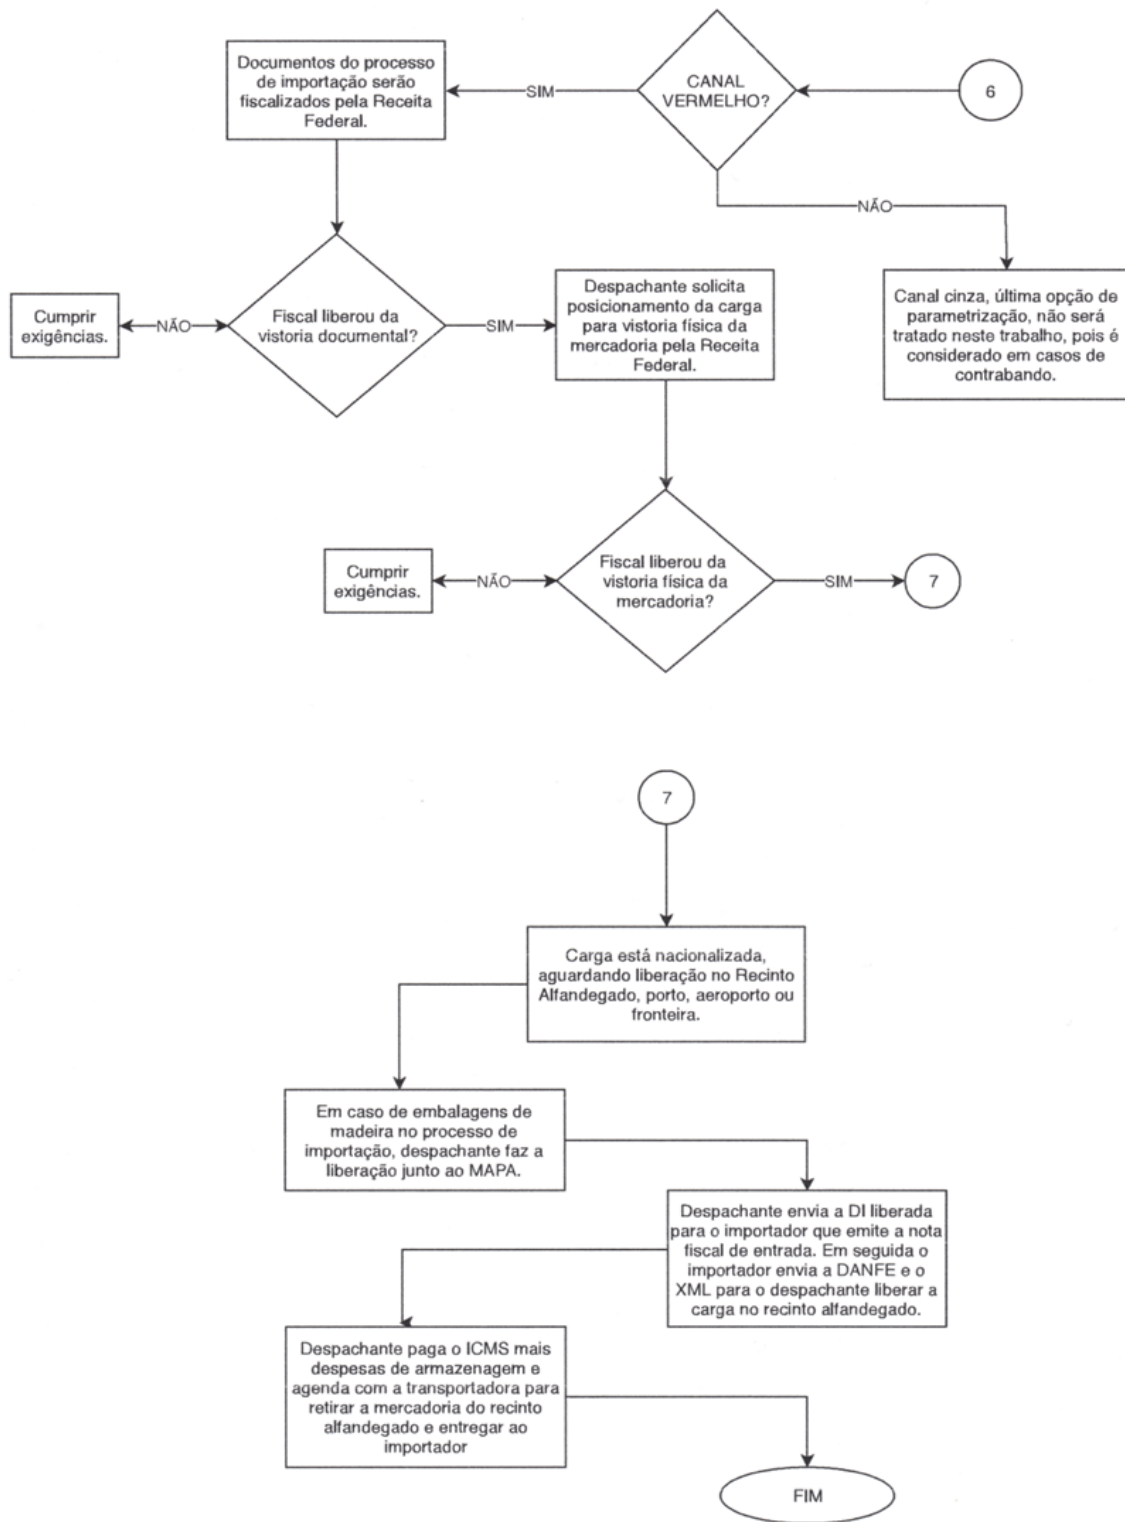 6
CANAL
VERMELHO?
SIM
Documentos do processo
de importação serão
fiscalizados pela Receita
Federal.
NÃO
Canal cinza, última opção de
parametrização, não será
tratado neste trabalho, pois é
considerado em casos de
contrabando.
Fiscal liberou da
vistoria documental?
NÃO
Cumprir
exigências.
SIM
Despachante solicita
posicionamento da carga
para vistoria física da
mercadoria pela Receita
Federal.
Fiscal liberou da
vistoria física da
mercadoria?
NÃO
Cumprir
exigências.
SIM
7
7
Carga está nacionalizada,
aguardando liberação no Recinto
Alfandegado, porto, aeroporto ou
fronteira.
Em caso de embalagens de
madeira no processo de
importação, despachante faz a
liberação junto ao MAPA.
Despachante envia a DI liberada
para o importador que emite a nota
fiscal de entrada. Em seguida o
importador envia a DANFE e o
XML para o despachante liberar a
carga no recinto alfandegado.
Despachante paga o ICMS mais
despesas de armazenagem e
agenda com a transportadora para
retirar a mercadoria do recinto
alfandegado e entregar ao
importador
FIM